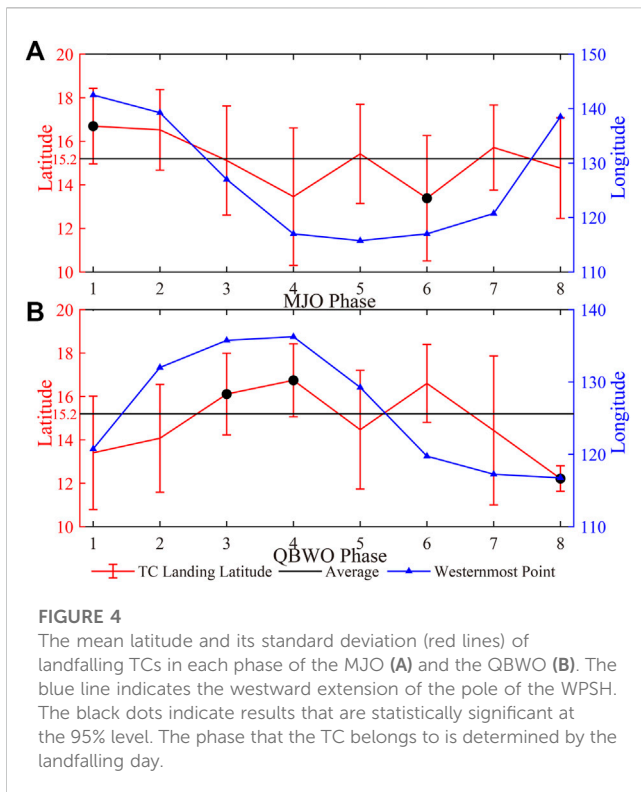 A
20
18
16
15.2
14
12
10
Latitude
150
140
130
120
110
Longitude
1 2 3 4 5 6 7 8
MJO Phase
B
20
18
16
15.2
14
12
10
Latitude
140
130
120
110
Longitude
1 2 3 4 5 6 7 8
QBWO Phase
TC Landing Latitude Average Westernmost Point
FIGURE 4
The mean latitude and its standard deviation (red lines) of
landfalling TCs in each phase of the MJO (A) and the QBWO (B). The
blue line indicates the westward extension of the pole of the WPSH.
The black dots indicate results that are statistically significant at
the 95% level. The phase that the TC belongs to is determined by the
landfalling day.